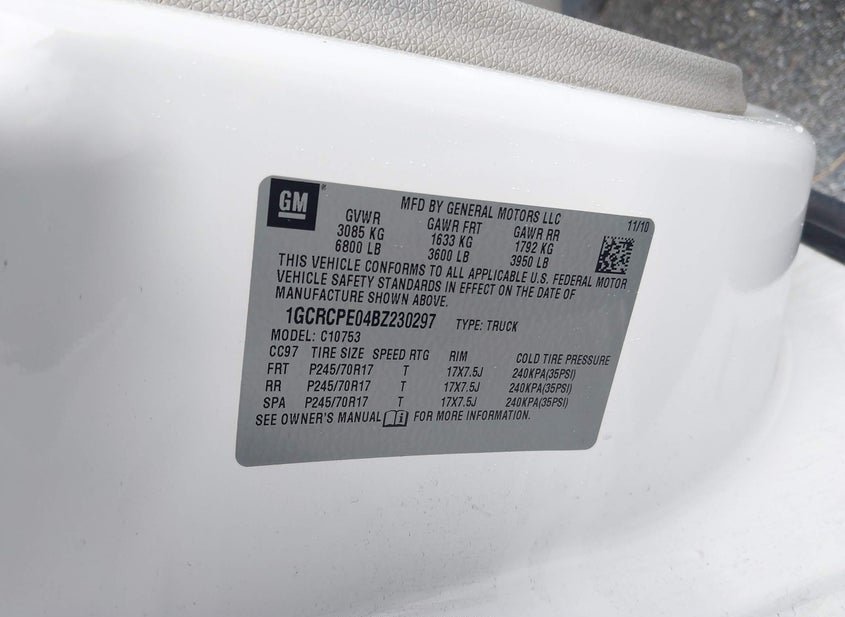 GM
MFD BY GENERAL MOTORS LLC 11/10
GVWR GAWR FRT GAWR RR
3085 KG 1633 KG 1792 KG
6800 LB 3600 LB 3950 LB
THIS VEHICLE CONFORMS TO ALL APPLICABLE U.S. FEDERAL MOTOR
VEHICLE SAFETY STANDARDS IN EFFECT ON THE DATE OF
MANUFACTURE SHOWN ABOVE.
1GCRCPE04BZ230297 TYPE: TRUCK
MODEL: C10753
CC97 TIRE SIZE SPEED RTG RIM COLD TIRE PRESSURE
FRT P245/70R17 T 17X7.5J 240KPA(35PSI)
RR P245/70R17 T 17X7.5J 240KPA(35PSI)
SPA P245/70R17 T 17X7.5J 240KPA(35PSI)
SEE OWNER'S MANUAL i FOR MORE INFORMATION.